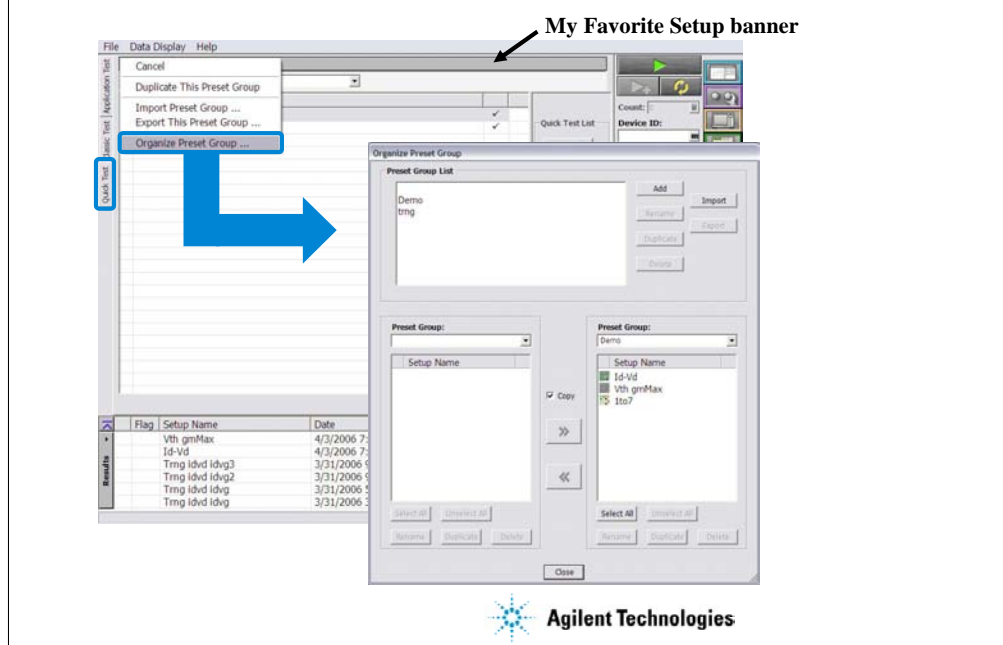 My Favorite Setup banner
File Data Display Help
Cancel
Duplicate This Preset Group
Import Preset Group ...
Export This Preset Group ...
Organize Preset Group ...
Application Test
Basic Test
Quick Test
Quick Test List
Count:
Device ID:
Organize Preset Group
Preset Group List
Demo
trng
Add
Rename
Duplicate
Delete
Import
Export
Preset Group:
Setup Name
Copy
Select All Unselect All
Rename Duplicate Delete
Preset Group:
Demo
Setup Name
Id-Vd
Vth gmMax
1to7
Select All Unselect All
Rename Duplicate Delete
Close
Results
Flag Setup Name Date
Vth gmMax 4/3/2006 7:
Id-Vd 4/3/2006 7:
Trng idvd idvg3 3/31/2006
Trng idvd idvg2 3/31/2006
Trng idvd idvg 3/31/2006
Trng idvd idvg 3/31/2006
Agilent Technologies